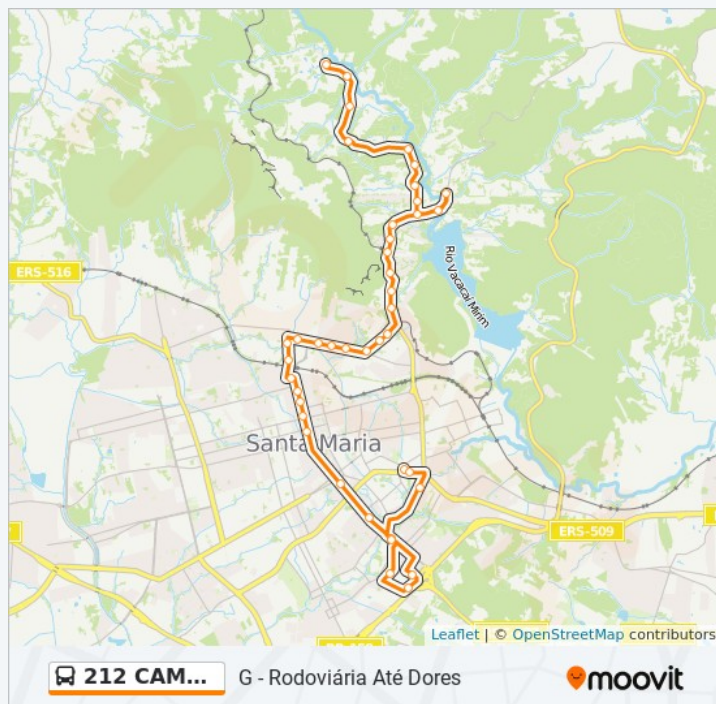 ERS-516
Rio Vacacaí Mirim
Santa Maria
ERS-509
Leaflet | © OpenStreetMap contributors
212 CAM...
G - Rodoviária Até Dores
moovit